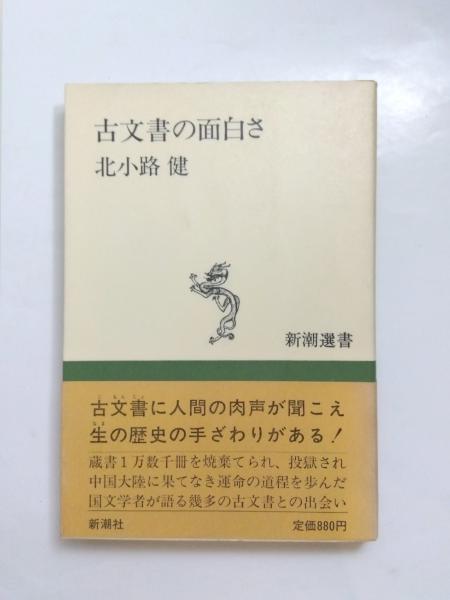 古文書の面白さ
北小路 健
新潮選書
古文書に人間の肉声が聞こえ
生の歴史の手ざわりがある!
蔵書1万数千冊を焼棄てられ、投獄され
中国大陸に果てなき運命の道程を歩んだ
国文学者が語る幾多の古文書との出会い
新潮社
定価880円